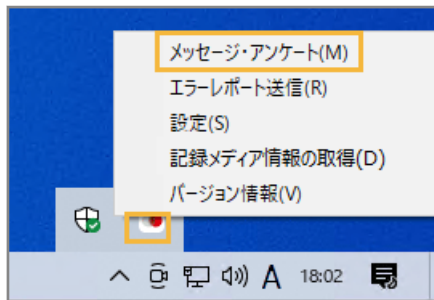 メッセージ・アンケート(M)
エラーレポート送信(R)
設定(S)
記録メディア情報の取得(D)
バージョン情報(V)
A 18:02